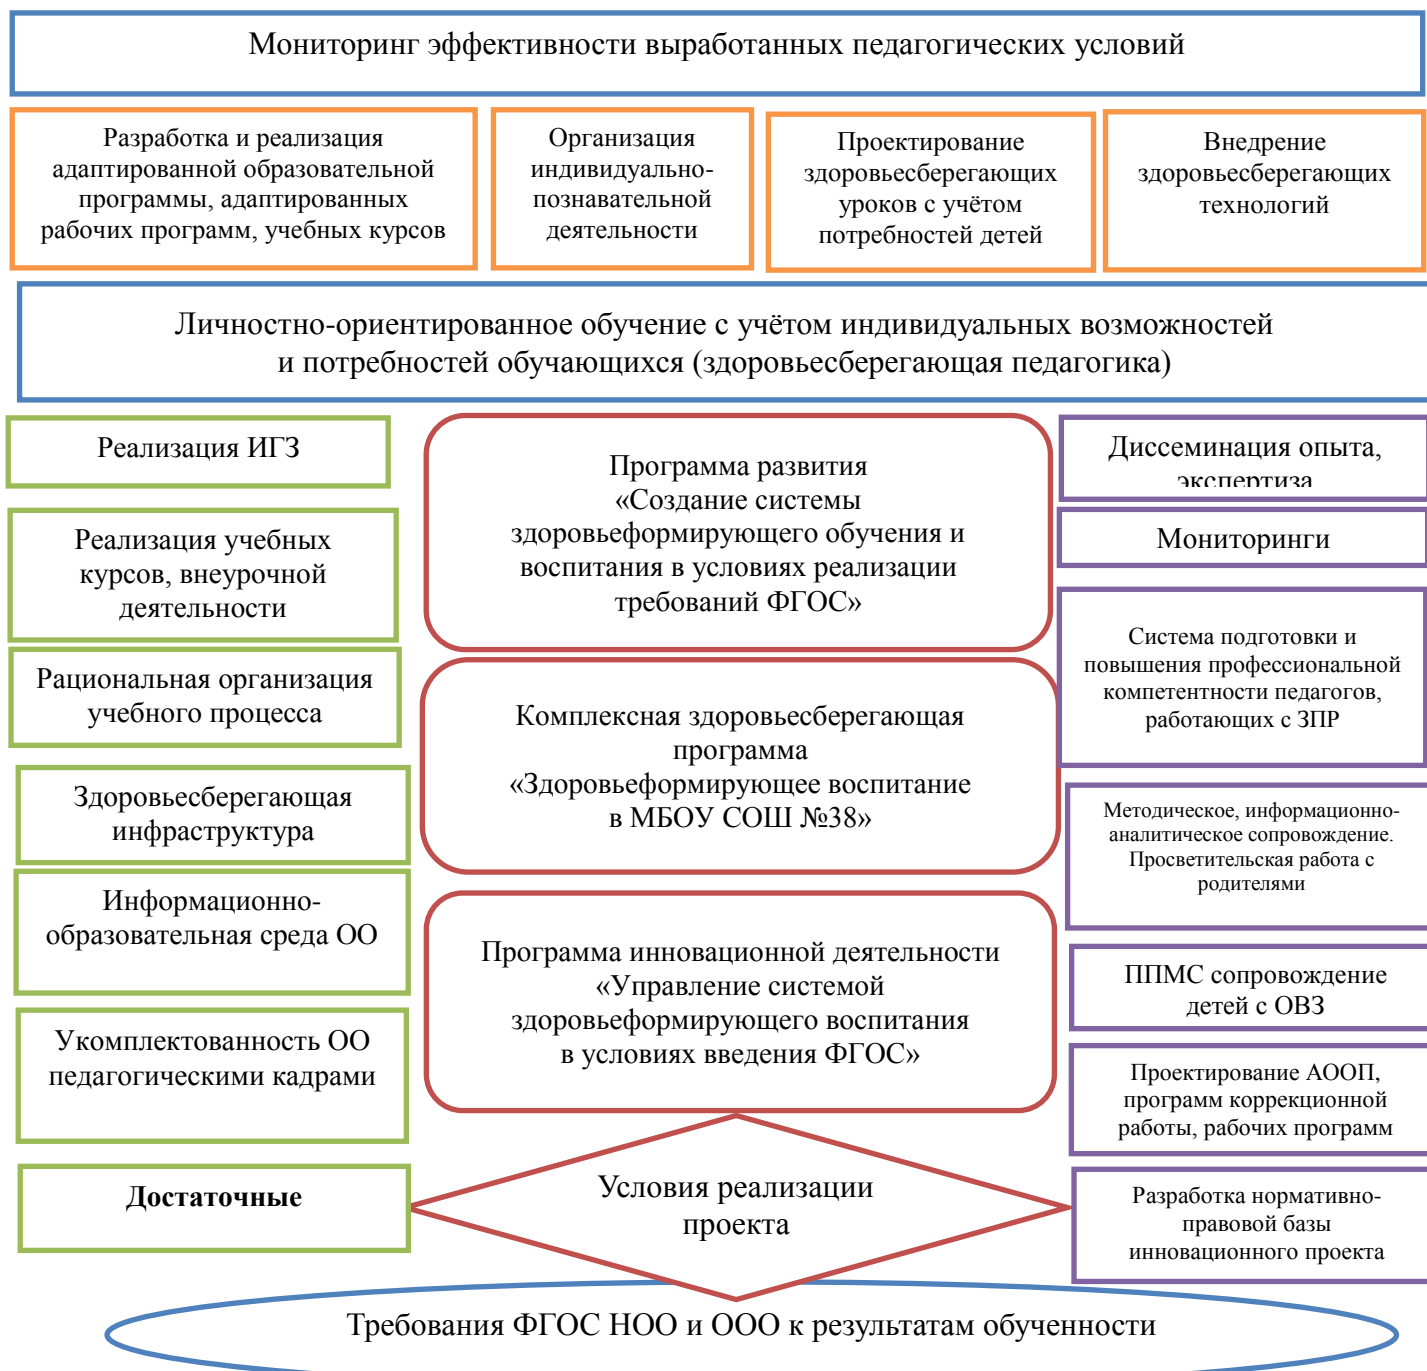 Мониторинг эффективности выработанных педагогических условий
Разработка и реализация
адаптированной образовательной
программы, адаптированных
рабочих программ, учебных курсов
Организация
индивидуально-
познавательной
деятельности
Проектирование
здоровьесберегающих
уроков с учётом
потребностей детей
Внедрение
здоровьесберегающих
технологий
Личностно-ориентированное обучение с учётом индивидуальных возможностей
и потребностей обучающихся (здоровьесберегающая педагогика)
Реализация ИГЗ
Реализация учебных
курсов, внеурочной
деятельности
Рациональная организация
учебного процесса
Здоровьесберегающая
инфраструктура
Информационно-
образовательная среда ОО
Укомплектованность ОО
педагогическими кадрами
Достаточные
Программа развития
«Создание системы
здоровьеформирующего обучения и
воспитания в условиях реализации
требований ФГОС»
Комплексная здоровьесберегающая
программа
«Здоровьеформирующее воспитание
в МБОУ СОШ №38»
Программа инновационной деятельности
«Управление системой
здоровьеформирующего воспитания
в условиях введения ФГОС»
Условия реализации
проекта
Диссеминация опыта,
экспертиза
Мониторинги
Система подготовки и
повышения профессиональной
компетентности педагогов,
работающих с ЗПР
Методическое, информационно-
аналитическое сопровождение.
Просветительская работа с
родителями
ППМС сопровождение
детей с ОВЗ
Проектирование АООП,
программ коррекционной
работы, рабочих программ
Разработка нормативно-
правовой базы
инновационного проекта
Требования ФГОС НОО и ООО к результатам обученности